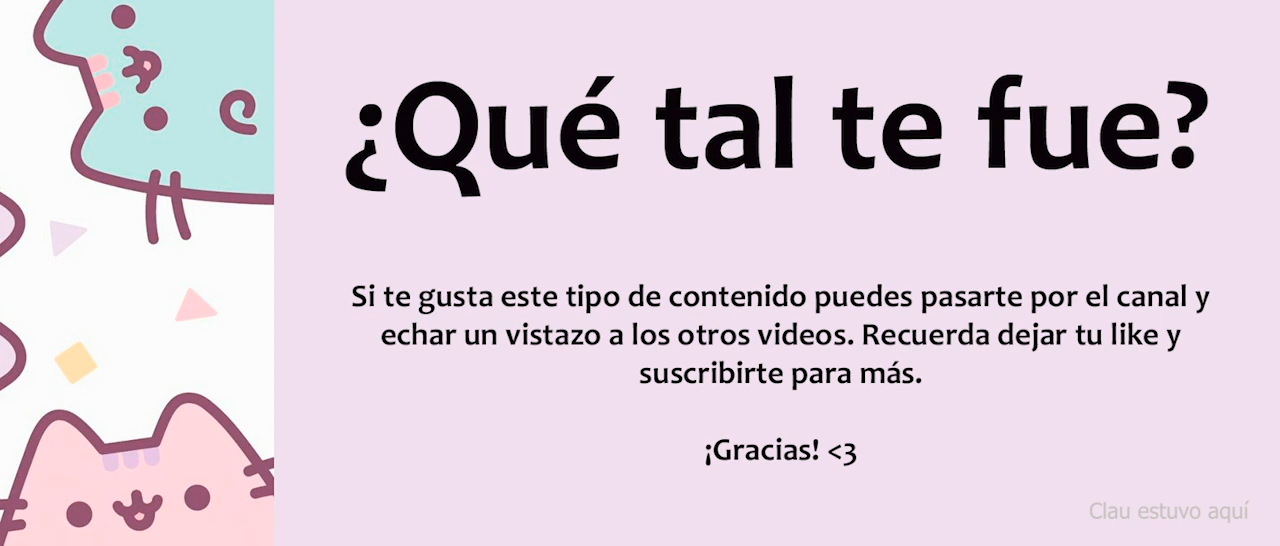 ¿Qué tal te fue?
Si te gusta este tipo de contenido puedes pasarte por el canal y
echar un vistazo a los otros videos. Recuerda dejar tu like y
suscribirte para más.
¡Gracias! <3
Clau estuvo aquí